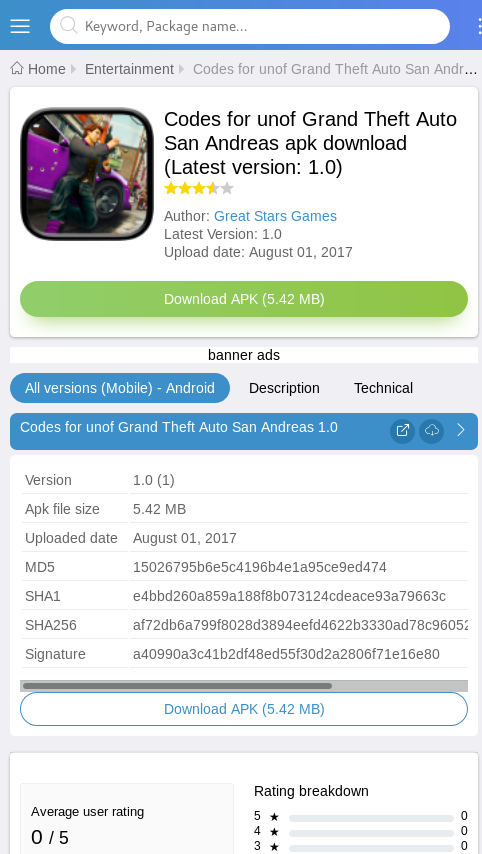 Keyword, Package name...
Home Entertainment Codes for unof Grand Theft Auto San Andr...
Codes for unof Grand Theft Auto
San Andreas apk download
(Latest version: 1.0)
Author: Great Stars Games
Latest Version: 1.0
Upload date: August 01, 2017
Download APK (5.42 MB)
banner ads
All versions (Mobile) - Android Description Technical
Codes for unof Grand Theft Auto San Andreas 1.0
Version 1.0 (1)
Apk file size 5.42 MB
Uploaded date August 01, 2017
MD5 15026795b6e5c4196b4e1a95ce9ed474
SHA1 e4bbd260a859a188f8b073124cdeace93a79663c
SHA256 af72db6a799f8028d3894eefd4622b3330ad78c96052
Signature a40990a3c41b2df48ed55f30d2a2806f71e16e80
Download APK (5.42 MB)
Rating breakdown
Average user rating
0 / 5
5 ★ 0
4 ★ 0
3 ★ 0